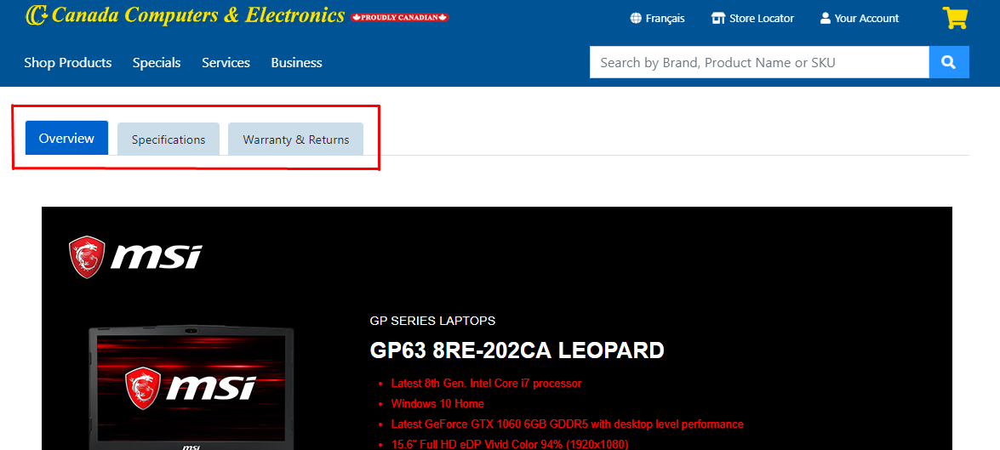 Canada Computers & Electronics PROUDLY CANADIAN
Français Store Locator Your Account
Shop Products Specials Services Business
Search by Brand, Product Name or SKU
Overview Specifications Warranty & Returns
msi
GP SERIES LAPTOPS
GP63 8RE-202CA LEOPARD
• Latest 8th Gen. Intel Core i7 processor
• Windows 10 Home
• Latest GeForce GTX 1060 6GB GDDR5 with desktop level performance
• 15.6" Full HD eDP Vivid Color 94% (1920x1080)
msi
msi